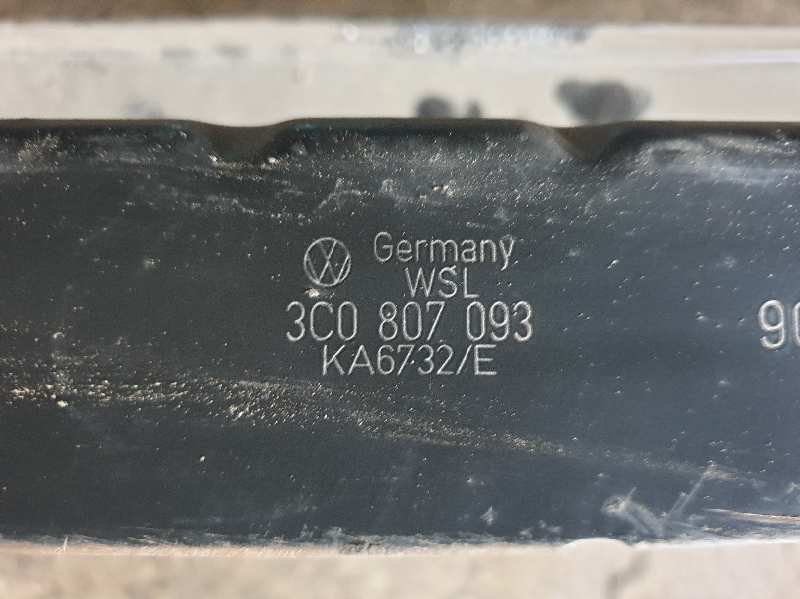 Germany
WSL
3C0 807 093
KA6732/E